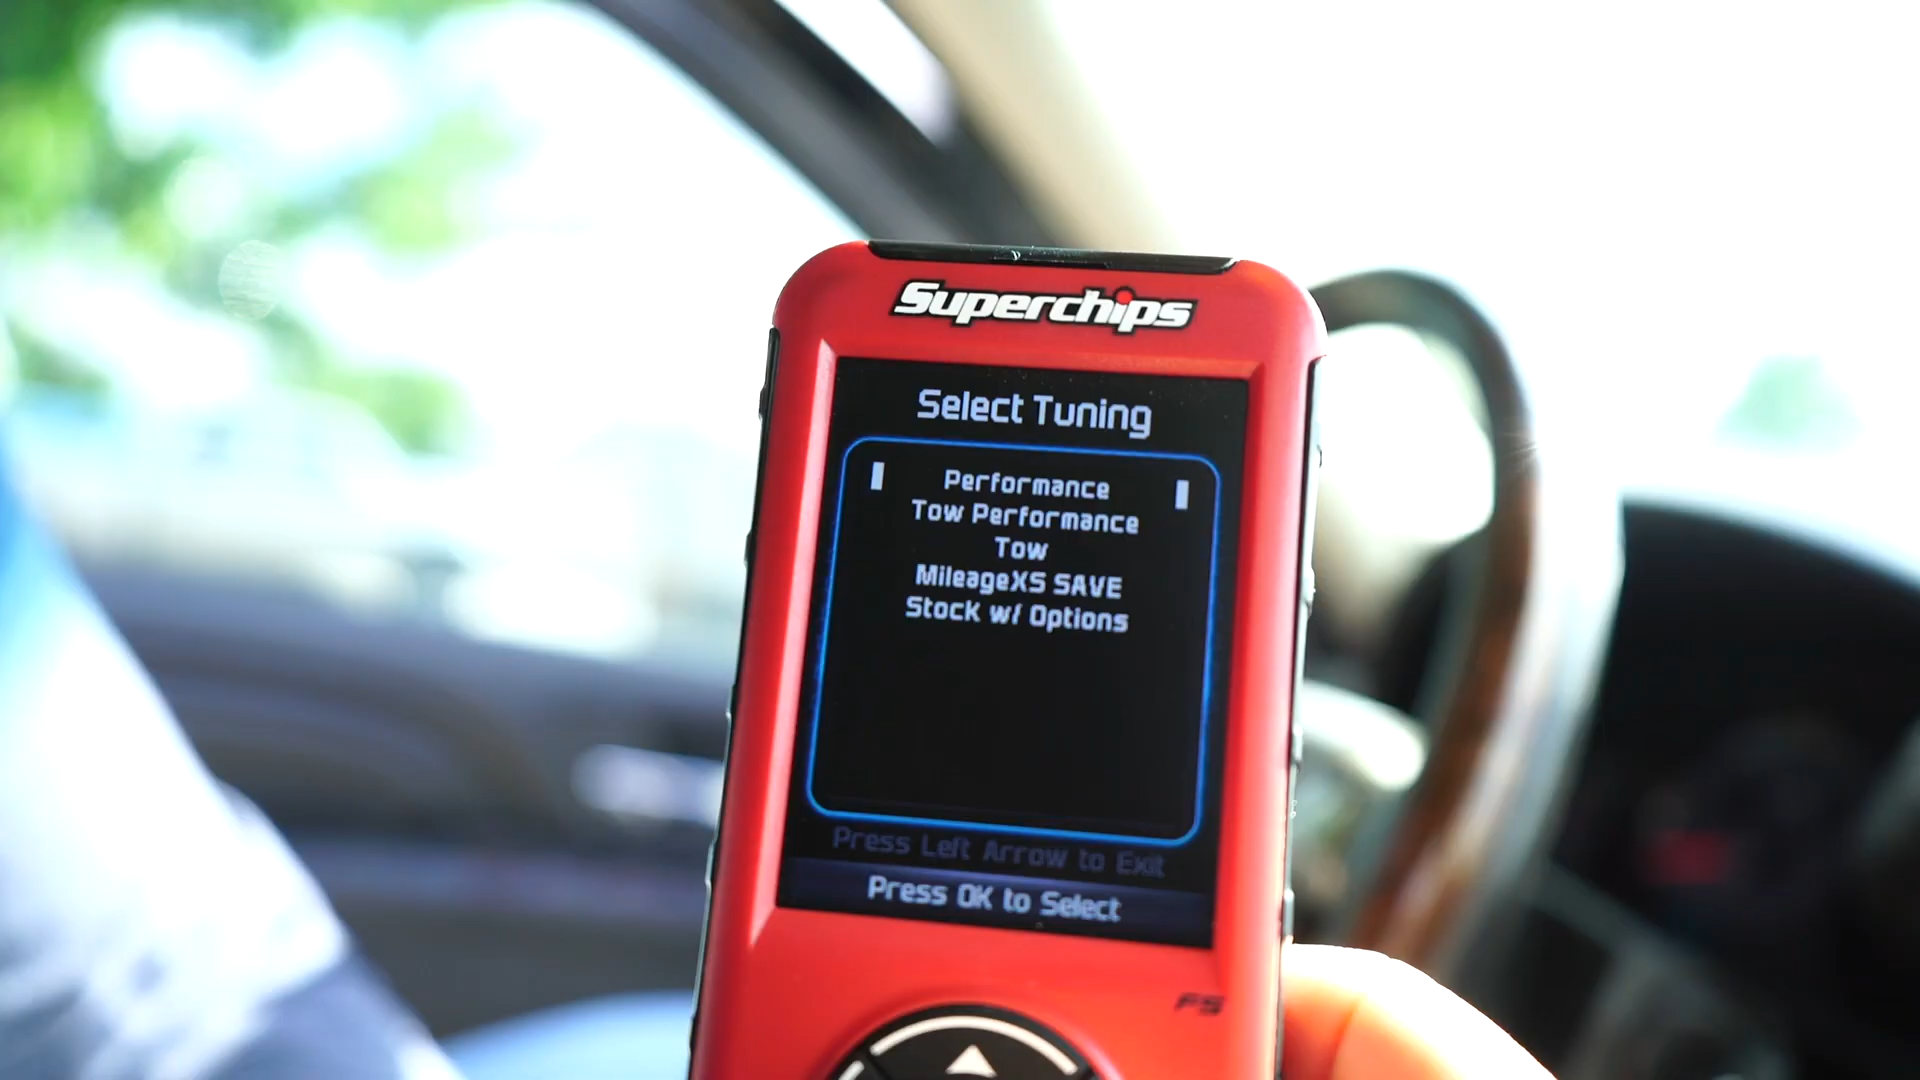 Superchips
Select Tuning
Performance
Tow Performance
Tow
MileageXS SAVE
Stock w/ Options
Press Left Arrow to Exit
Press OK to Select
F5